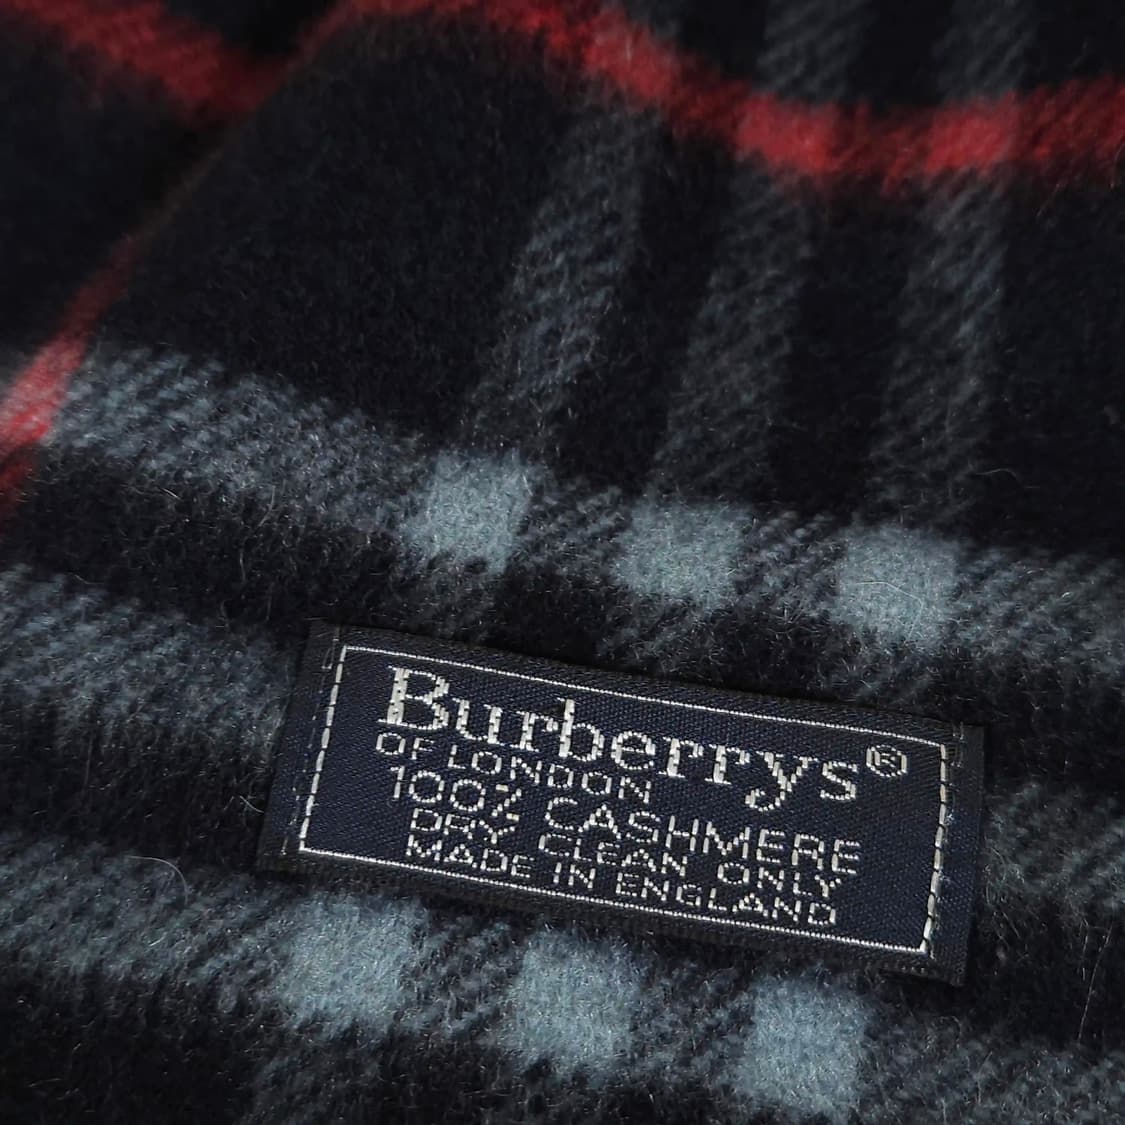 Burberrys®
OF LONDON
100% CASHMERE
DRY CLEAN ONLY
MADE IN ENGLAND